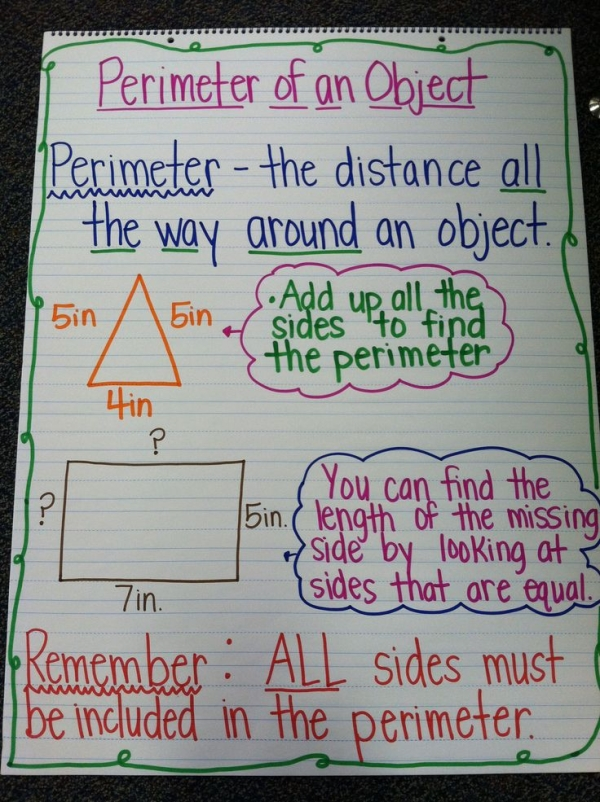 Perimeter of an Object
Perimeter - the distance all
the way around an object.
5in 5in
4in
·Add up all the
sides to find
the perimeter
?
? 5in.
7in.
You can find the
length of the missing
side by looking at
sides that are equal.
Remember: ALL sides must
be included in the perimeter.